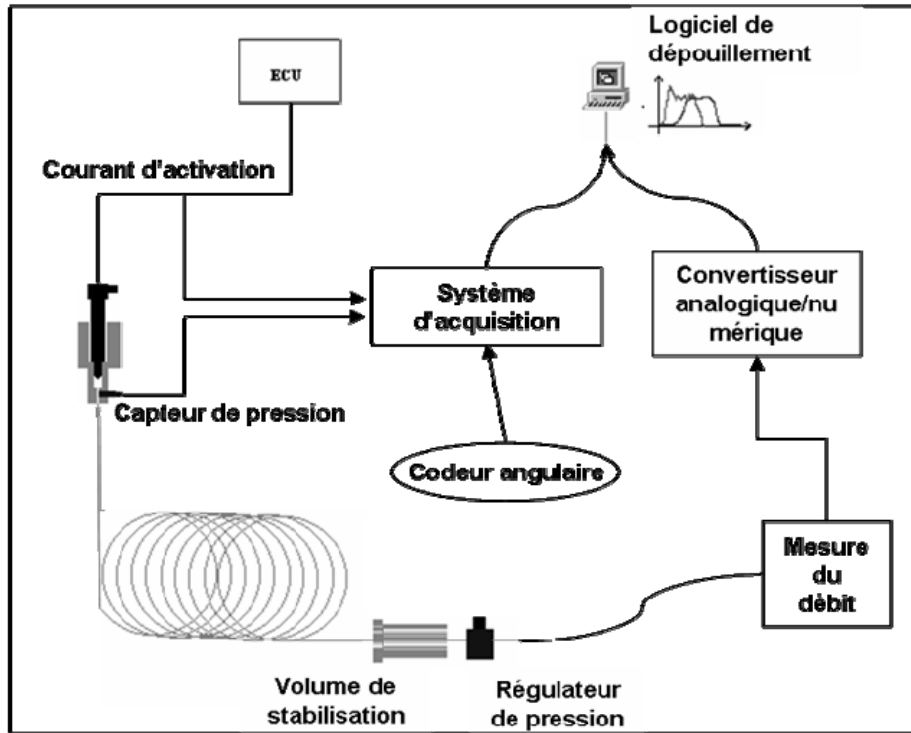 Logiciel de
dépouillement
ECU
Courant d'activation
Système
d'acquisition
Convertisseur
analogique/nu
mérique
Capteur de pression
Codeur angulaire
Mesure
du
dèbit
Volume de
stabilisation
Régulateur
de pression